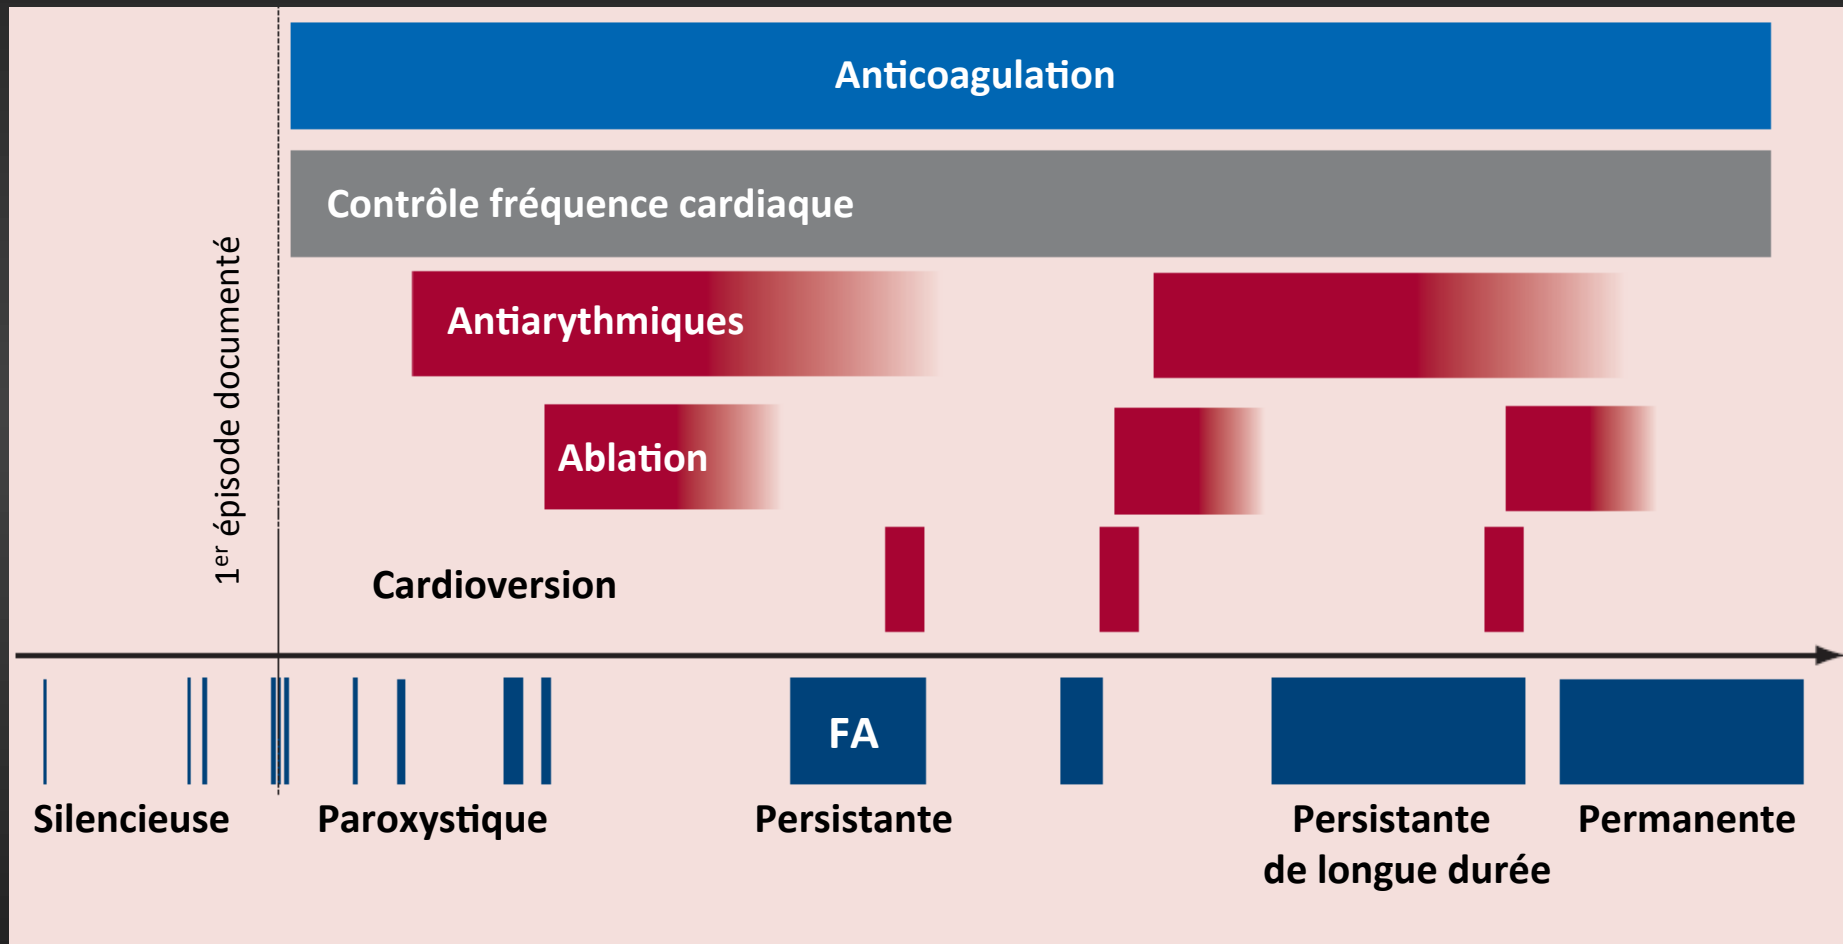 Anticoagulation
Contrôle fréquence cardiaque
1er épisode documenté
Antiarythmiques
Ablation
Cardioversion
FA
Silencieuse
Paroxystique
Persistante
Persistante
de longue durée
Permanente